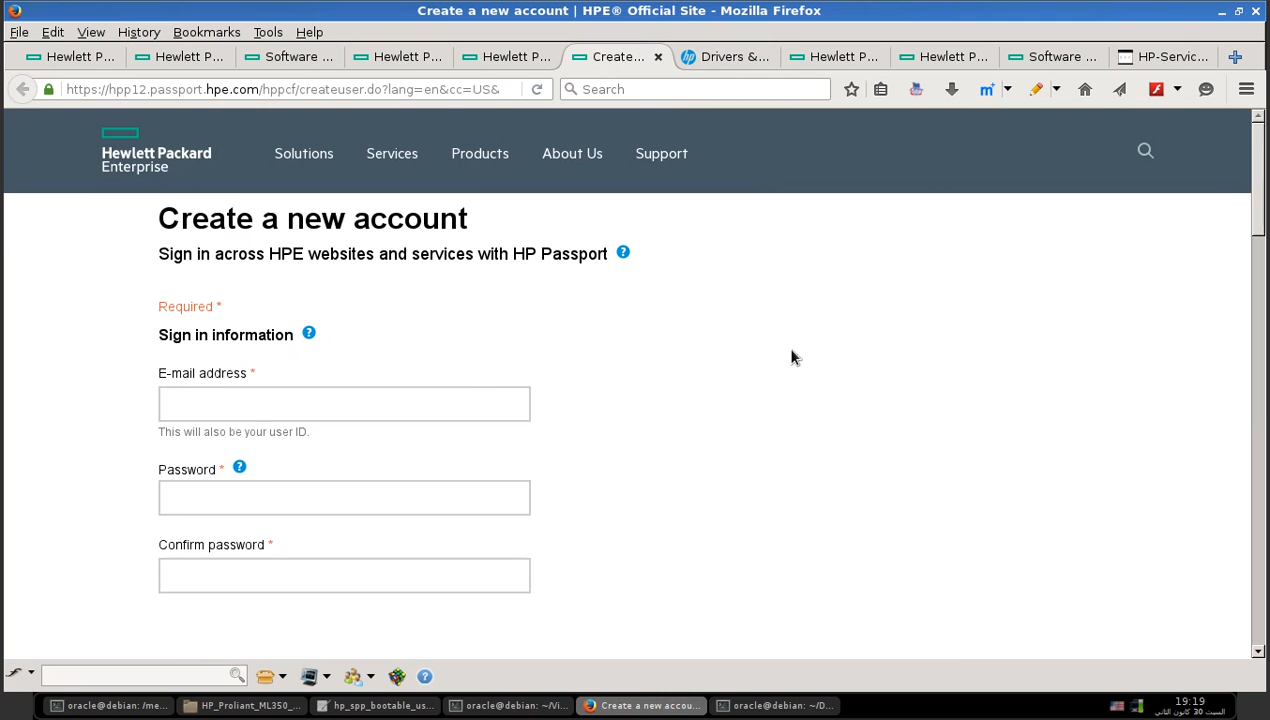 Create a new account | HPE® Official Site - Mozilla Firefox
File Edit View History Bookmarks Tools Help
Hewlett P... Hewlett P... Software ... Hewlett P... Hewlett P... Create... Drivers &... Hewlett P... Hewlett P... Software ... HP-Servic...
https://hpp12.passport.hpe.com/hppcf/createuser.do?lang=en&cc=US& Search
Hewlett Packard
Enterprise
Solutions Services Products About Us Support
Create a new account
Sign in across HPE websites and services with HP Passport ?
Required *
Sign in information ?
E-mail address *
This will also be your user ID.
Password * ?
Confirm password *
oracle@debian: /me... HP_Proliant_ML350_... hp_spp_bootable_us... oracle@debian: ~/Vi... Create a new accou... oracle@debian: ~/D...
19:19
السبت 30 كانون الثاني